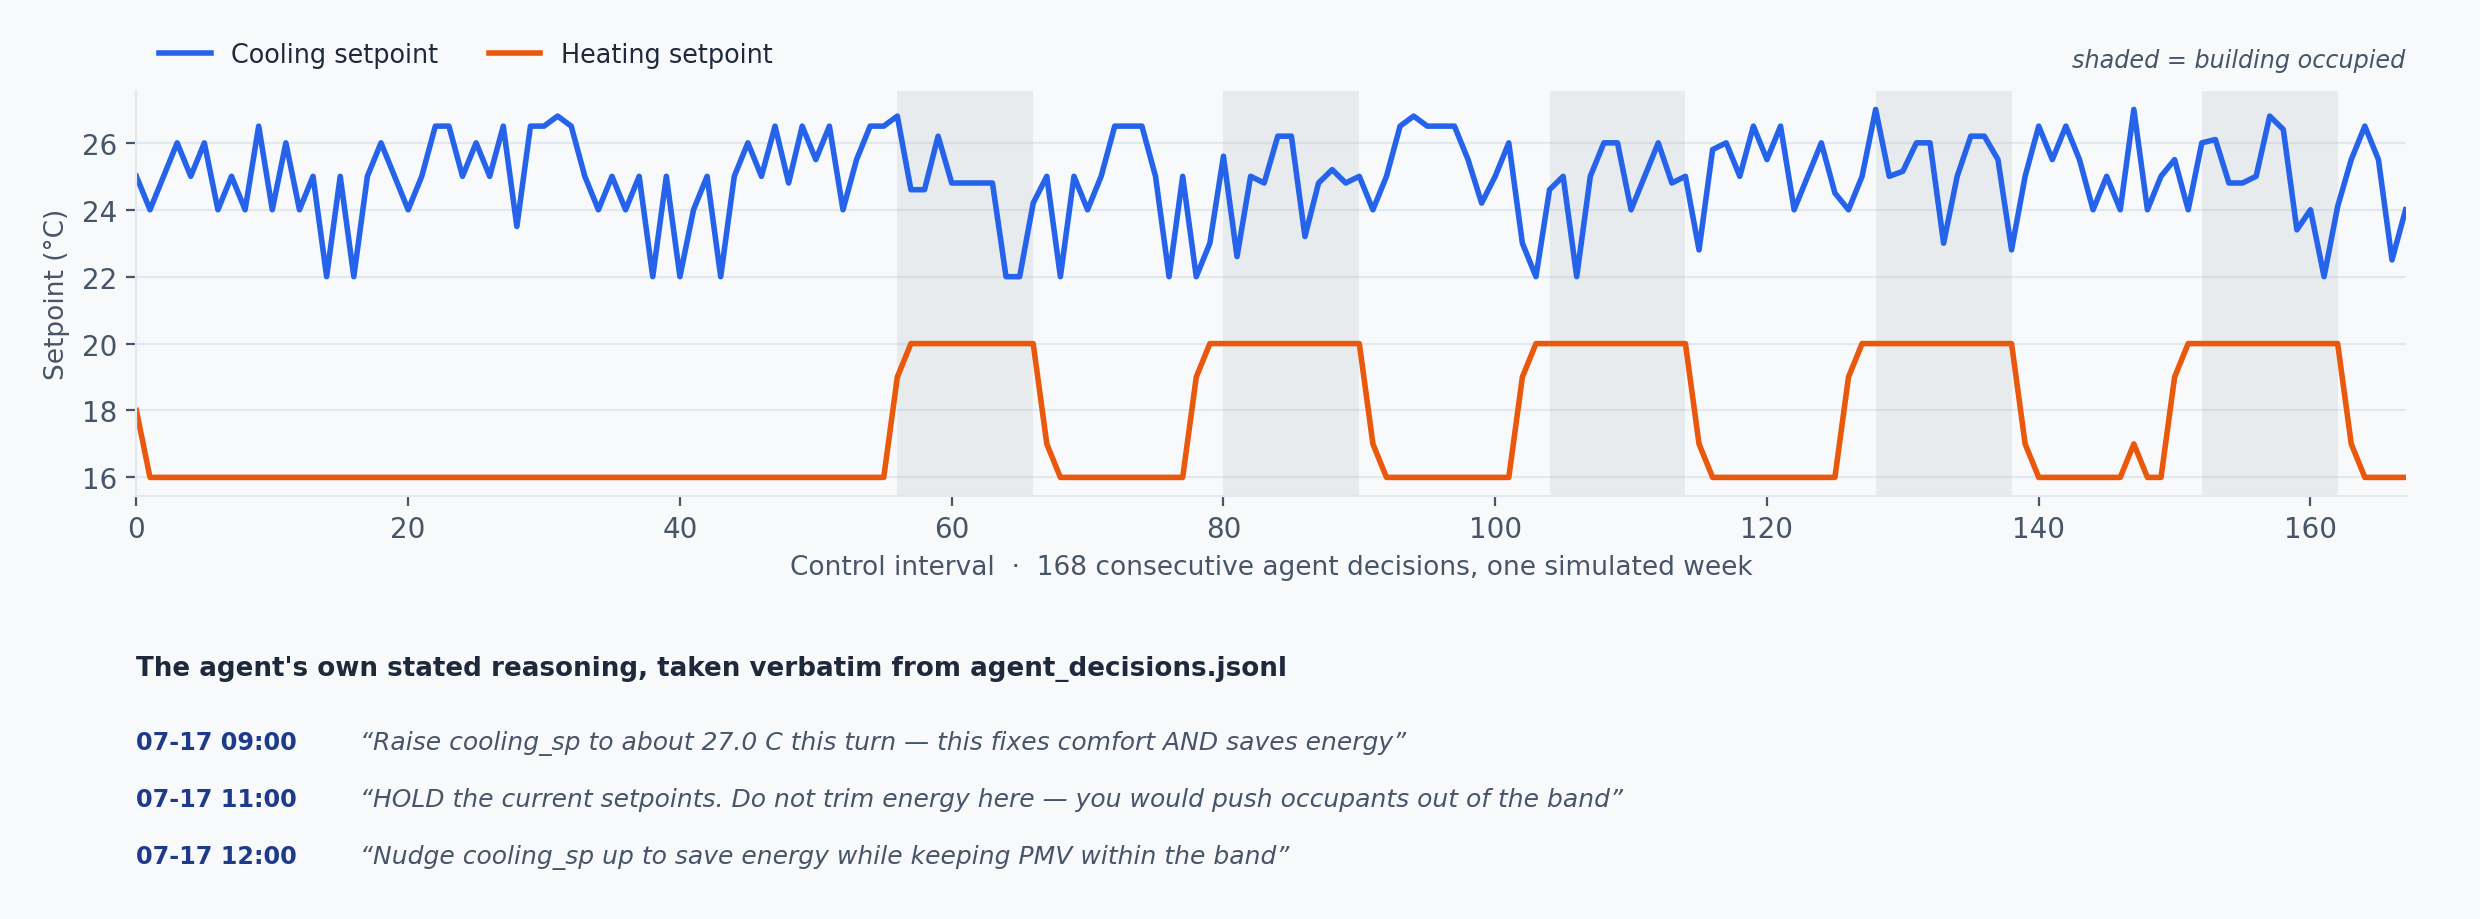 Cooling setpoint
Heating setpoint
shaded = building occupied
Setpoint (°C)
26
24
22
20
18
16
0 20 40 60 80 100 120 140 160
Control interval · 168 consecutive agent decisions, one simulated week
The agent's own stated reasoning, taken verbatim from agent_decisions.jsonl
07-17 09:00 “Raise cooling_sp to about 27.0 C this turn — this fixes comfort AND saves energy”
07-17 11:00 “HOLD the current setpoints. Do not trim energy here — you would push occupants out of the band”
07-17 12:00 “Nudge cooling_sp up to save energy while keeping PMV within the band”